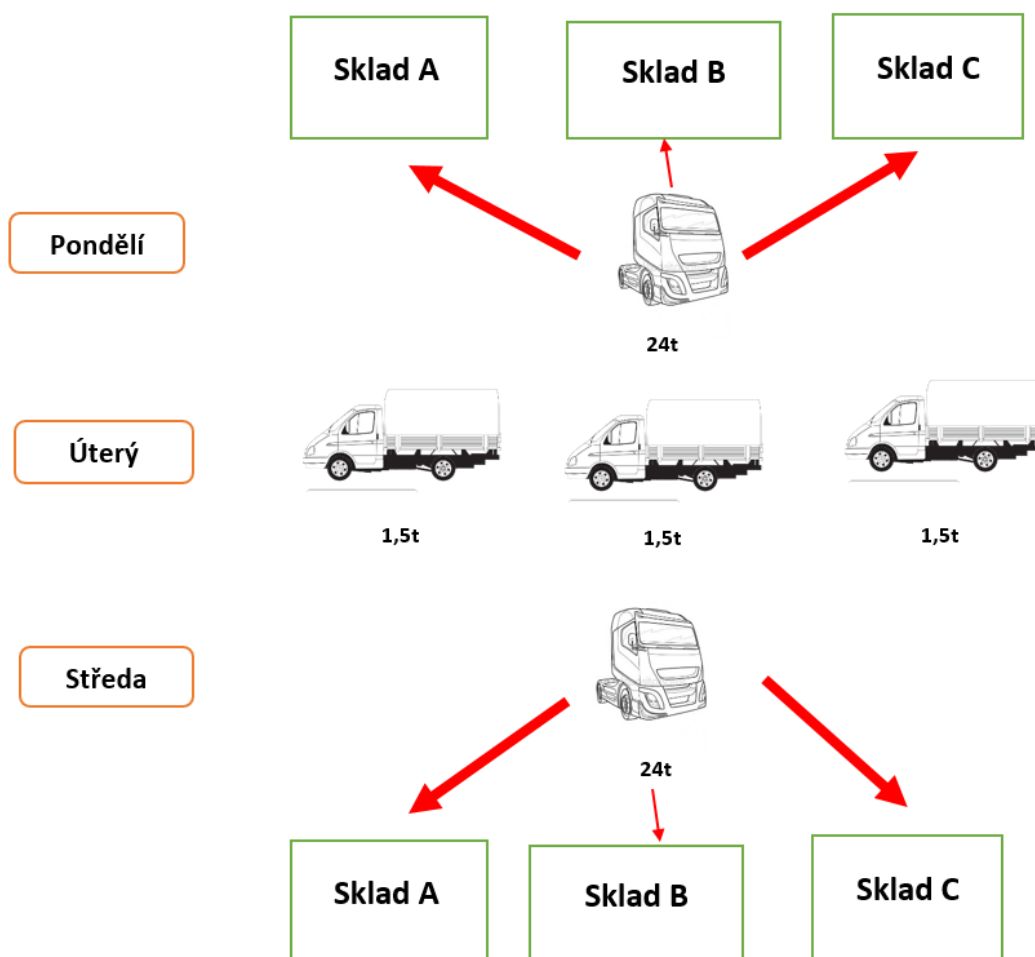 Sklad A
Sklad B
Sklad C
Pondělí
24t
Úterý
1,5t
1,5t
1,5t
Středa
24t
Sklad A
Sklad B
Sklad C